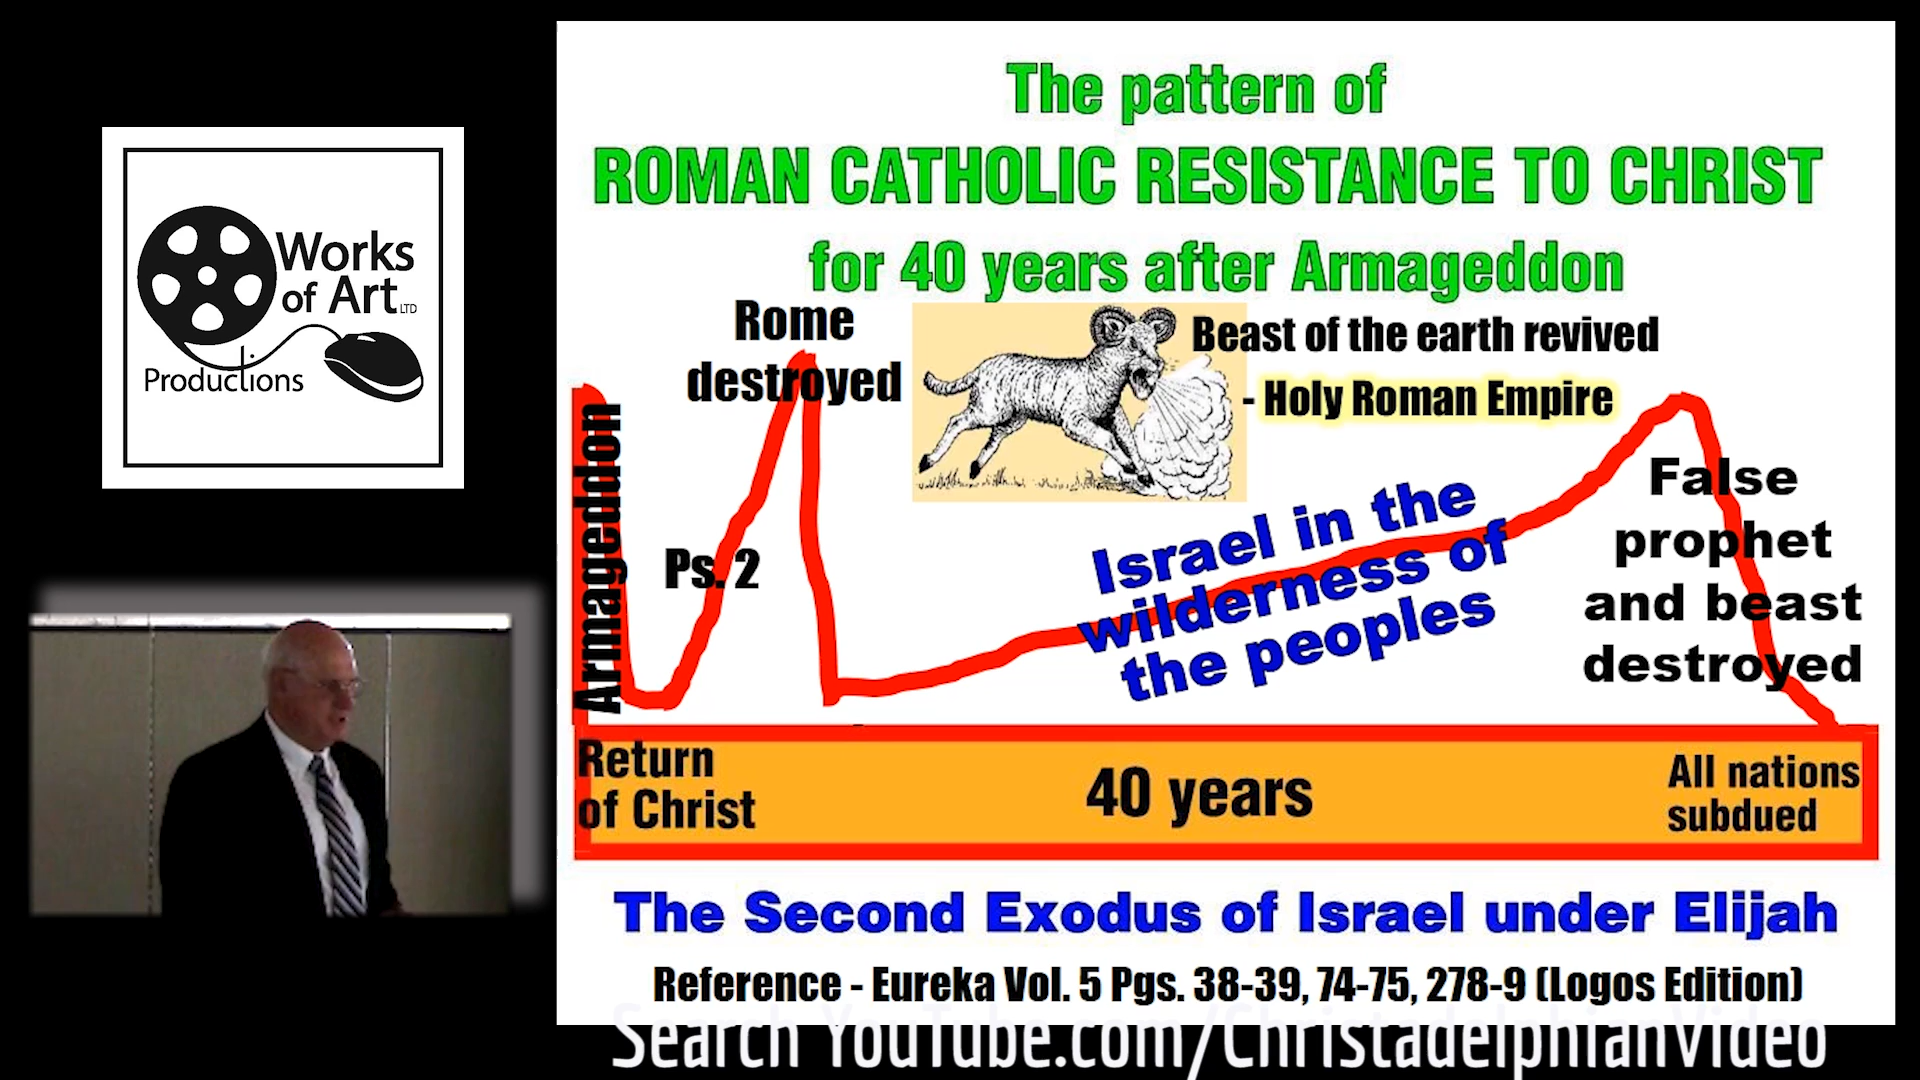 Works
of Art LTD
Productions
The pattern of
ROMAN CATHOLIC RESISTANCE TO CHRIST
for 40 years after Armageddon
Rome
destroyed
Beast of the earth revived
- Holy Roman Empire
Armageddon
Ps. 2
Israel in the
wilderness of
the peoples
False
prophet
and beast
destroyed
Return
of Christ
40 years
All nations
subdued
The Second Exodus of Israel under Elijah
Reference - Eureka Vol. 5 Pgs. 38-39, 74-75, 278-9 (Logos Edition)
Search YouTube.com/ChristadelphianVideo